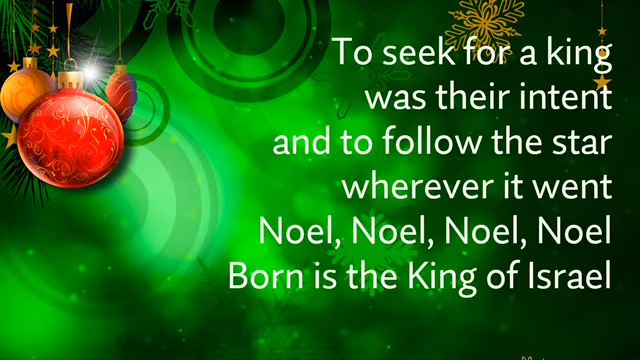 To seek for a king
was their intent
and to follow the star
wherever it went
Noel, Noel, Noel, Noel
Born is the King of Israel